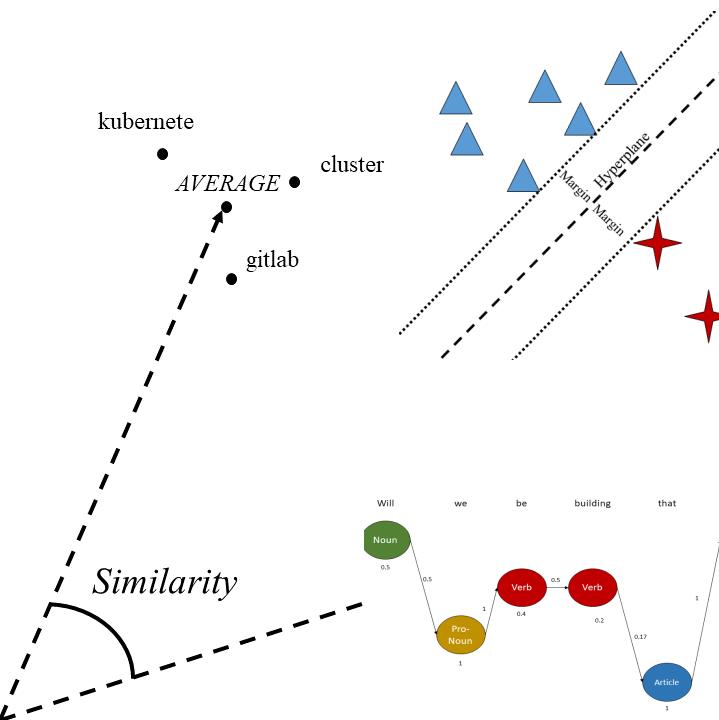 kubernete
cluster
AVERAGE
gitlab
Similarity
Hyperplane
Margin
Margin
Will we be building that
Noun
0.5
0.5
Pro-
Noun
1
1
Verb
0.4
0.5
Verb
0.2
0.17
Article
1
1